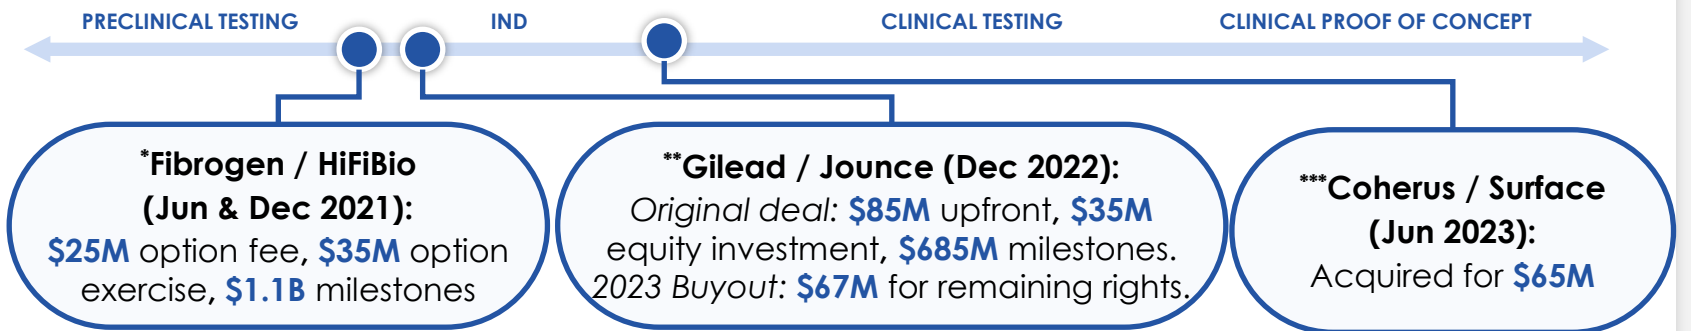 PRECLINICAL TESTING IND CLINICAL TESTING CLINICAL PROOF OF CONCEPT
*Fibrogen / HiFiBio
(Jun & Dec 2021):
$25M option fee, $35M option
exercise, $1.1B milestones
**Gilead / Jounce (Dec 2022):
Original deal: $85M upfront, $35M
equity investment, $685M milestones.
2023 Buyout: $67M for remaining rights.
***Coherus / Surface
(Jun 2023):
Acquired for $65M